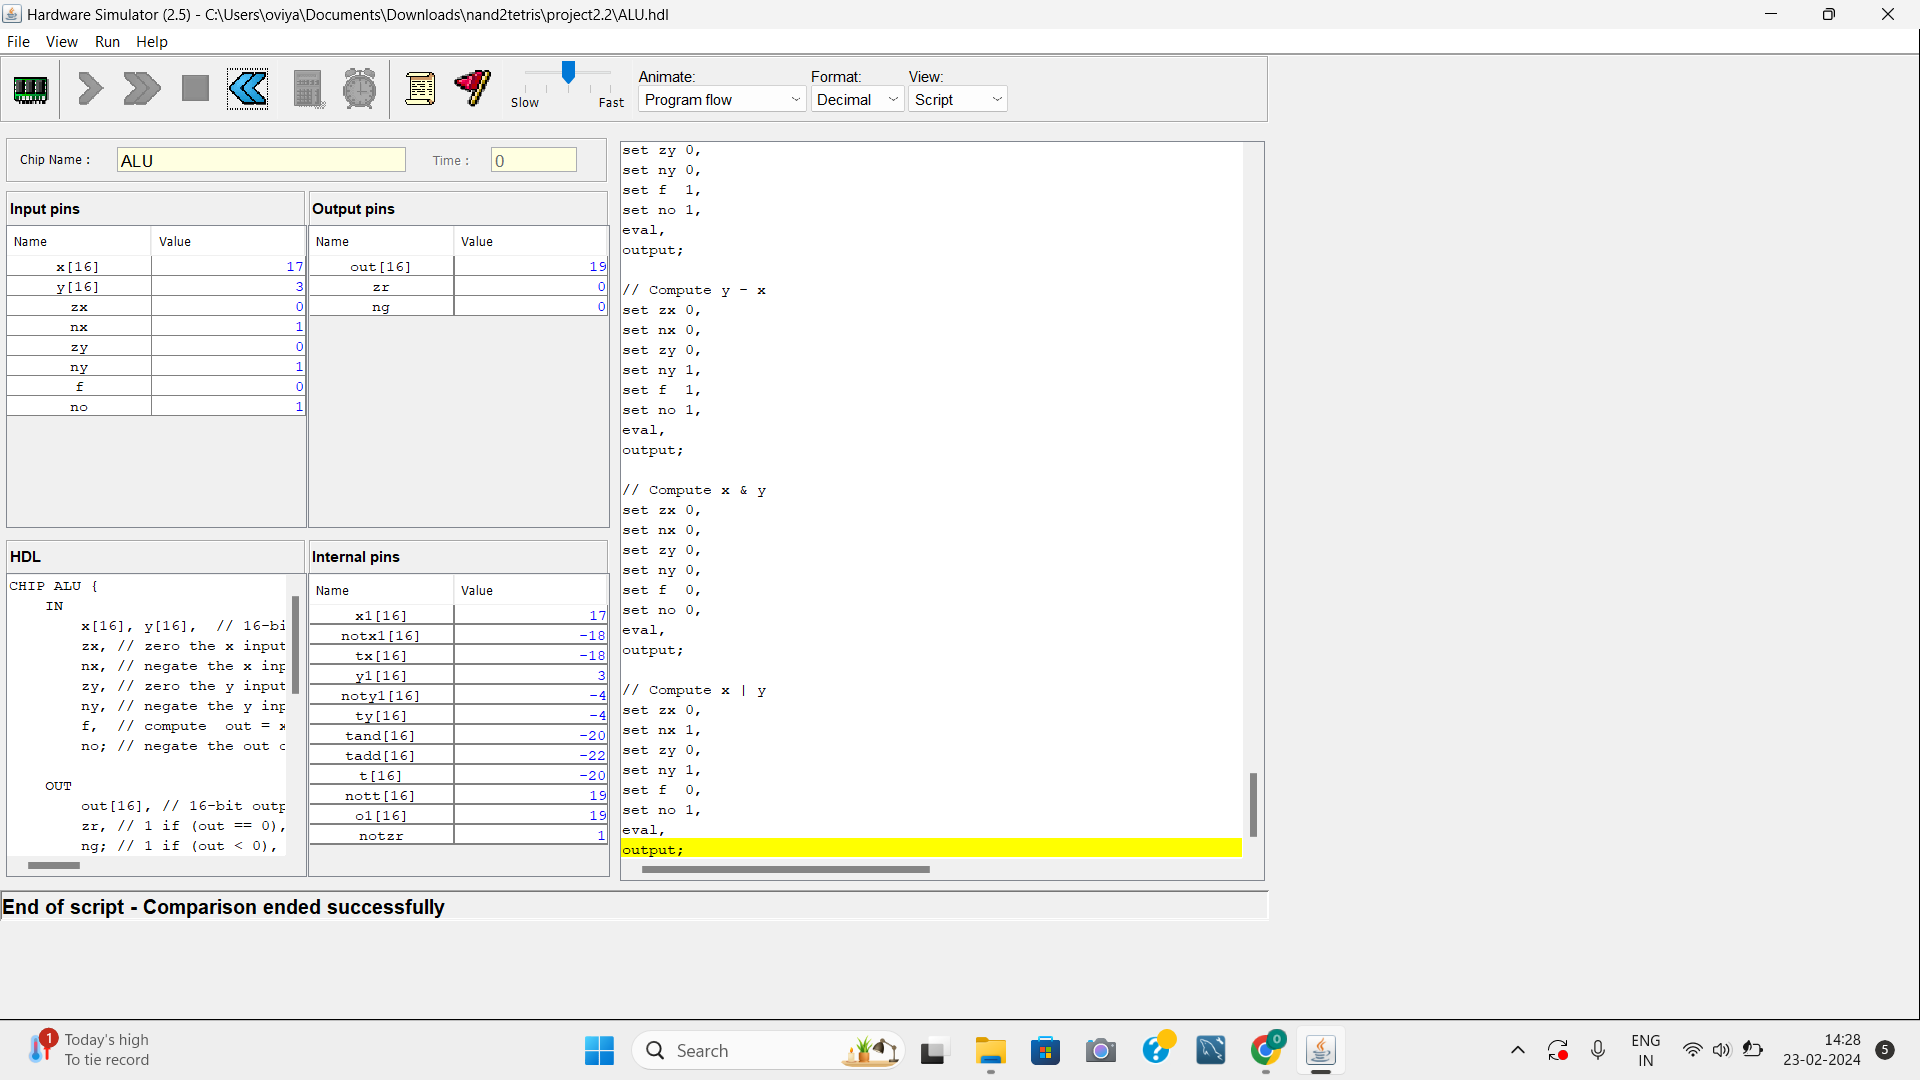 Hardware Simulator (2.5) - C:\Users\oviya\Documents\Downloads\nand2tetris\project2.2\ALU.hdl
File View Run Help
Slow Fast
Animate: Format: View:
Program flow Decimal Script
Chip Name : ALU Time : 0
Input pins
Name Value
x[16] 17
y[16] 3
zx 0
nx 1
zy 0
ny 1
f 0
no 1
Output pins
Name Value
out[16] 19
zr 0
ng 0
HDL
CHIP ALU {
IN
x[16], y[16], // 16-bi
zx, // zero the x input
nx, // negate the x inp
zy, // zero the y input
ny, // negate the y inp
f, // compute out = x
no; // negate the out o
OUT
out[16], // 16-bit outp
zr, // 1 if (out == 0),
ng; // 1 if (out < 0),
Internal pins
Name Value
x1[16] 17
notx1[16] -18
tx[16] -18
y1[16] 3
noty1[16] -4
ty[16] -4
tand[16] -20
tadd[16] -22
t[16] -20
nott[16] 19
o1[16] 19
notzr 1
set zy 0,
set ny 0,
set f 1,
set no 1,
eval,
output;
// Compute y - x
set zx 0,
set nx 0,
set zy 0,
set ny 1,
set f 1,
set no 1,
eval,
output;
// Compute x & y
set zx 0,
set nx 0,
set zy 0,
set ny 0,
set f 0,
set no 0,
eval,
output;
// Compute x | y
set zx 0,
set nx 1,
set zy 0,
set ny 1,
set f 0,
set no 1,
eval,
output;
End of script - Comparison ended successfully
1
Today's high
To tie record
Search
O
ENG
IN
14:28
23-02-2024
5